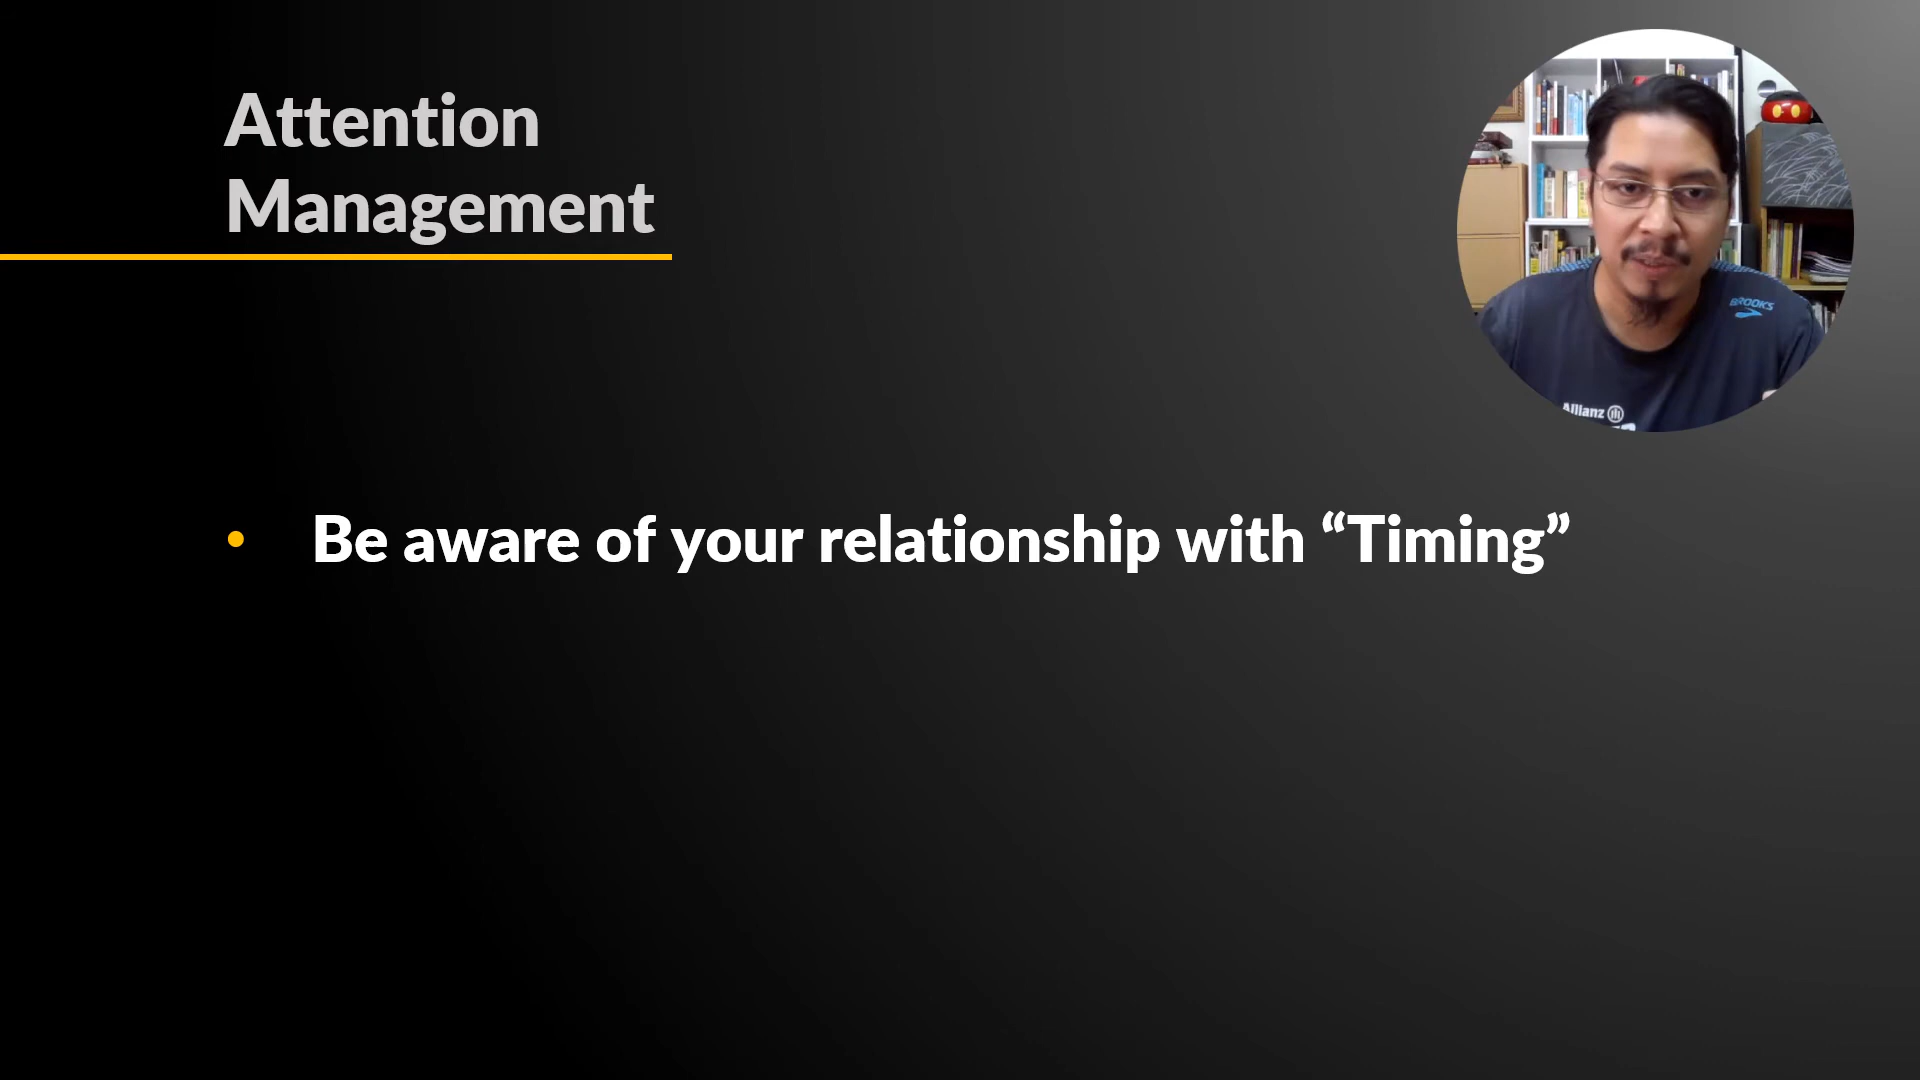 Attention
Management
BROOKS
Allianz
• Be aware of your relationship with “Timing”